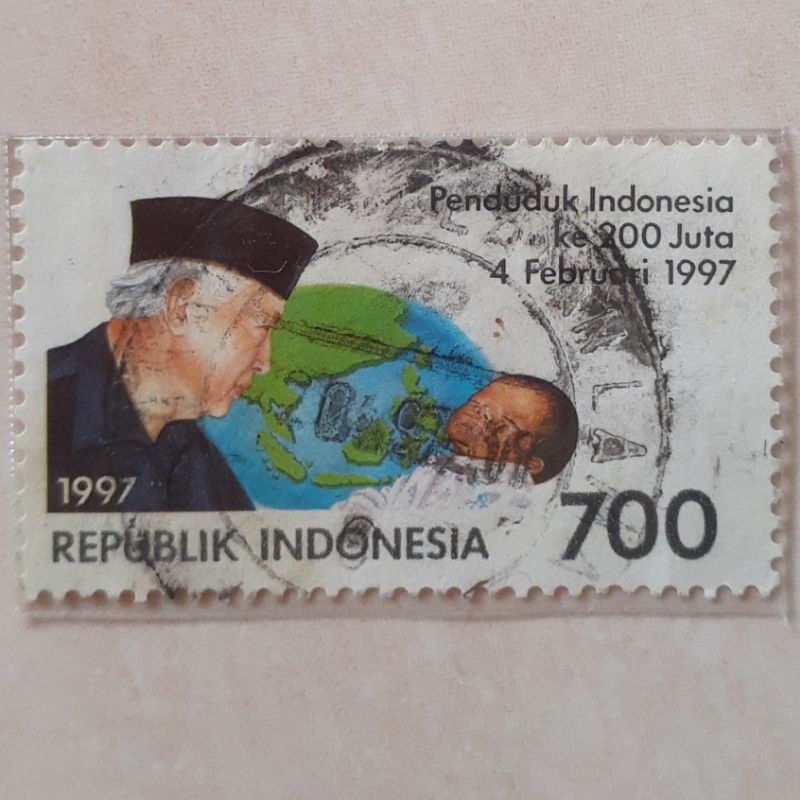 Penduduk Indonesia
ke 200 Juta
4 Februari 1997
1997
REPUBLIK INDONESIA
700